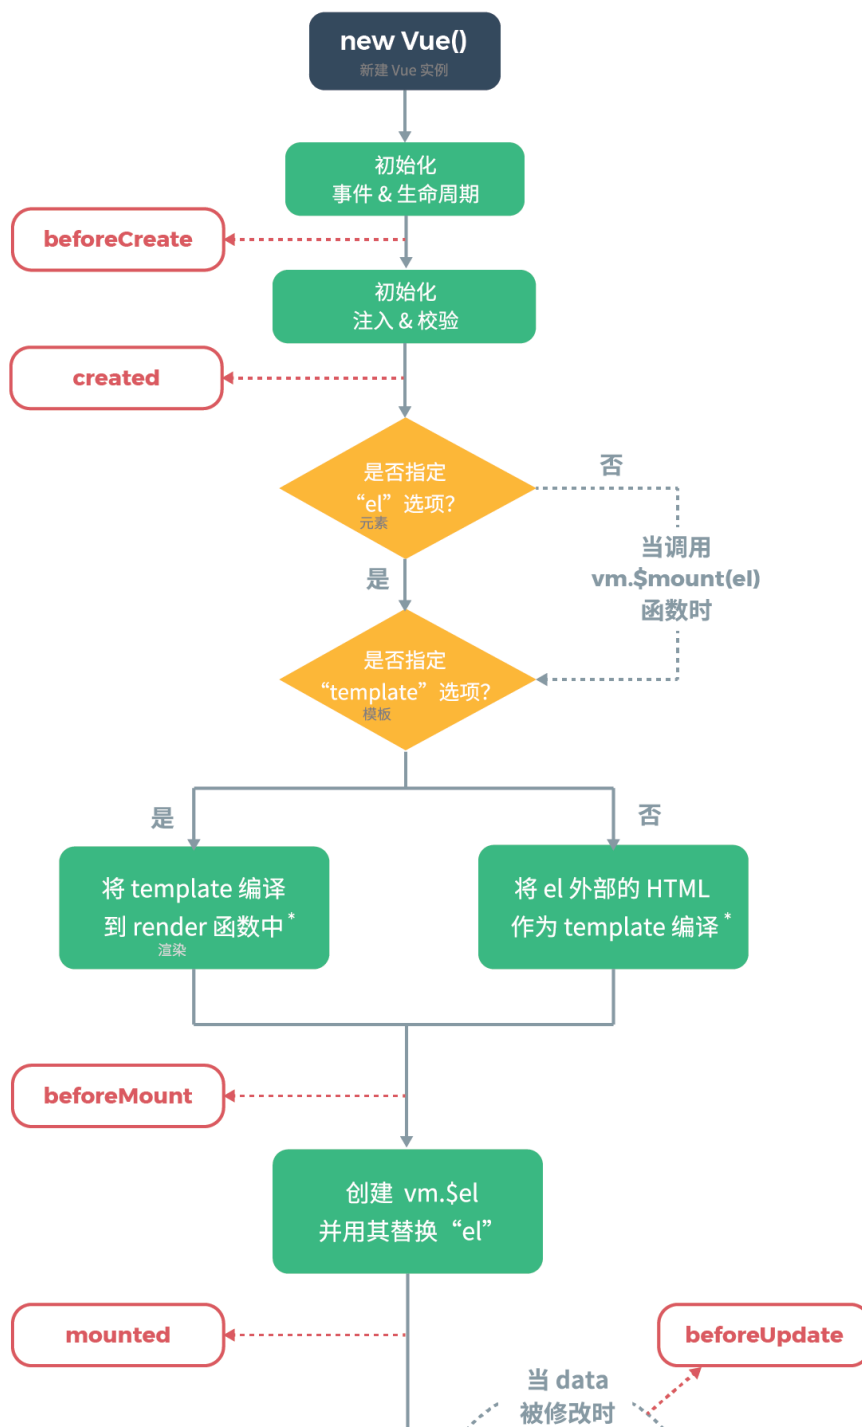 new Vue()
新建 Vue 实例
初始化
事件 & 生命周期
beforeCreate
初始化
注入 & 校验
created
是否指定
“el”选项?
元素
否
当调用
vm.$mount(el)
函数时
是
是否指定
“template”选项?
模板
是
否
将 template 编译
到 render 函数中*
渲染
将 el 外部的 HTML
作为 template 编译*
beforeMount
创建 vm.$el
并用其替换“el”
mounted
beforeUpdate
当 data
被修改时